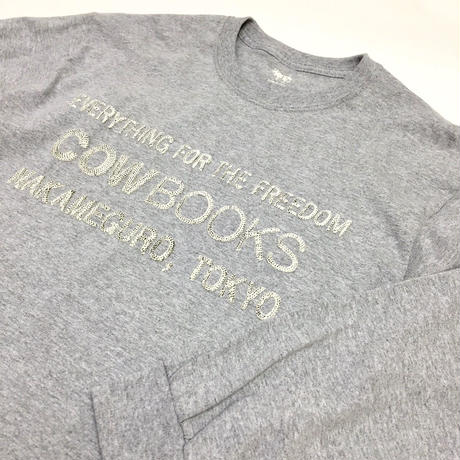 EVERYTHING FOR THE FREEDOM
COWBOOKS
NAKAMEGURO, TOKYO